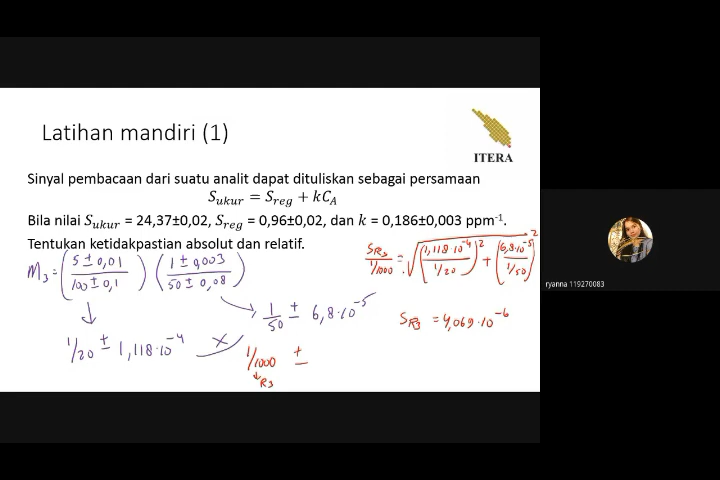 Latihan mandiri (1)
ITERA
Sinyal pembacaan dari suatu analit dapat dituliskan sebagai persamaan
S_ukur = S_reg + kC_A
Bila nilai S_ukur = 24,37±0,02, S_reg = 0,96±0,02, dan k = 0,186±0,003 ppm⁻¹.
Tentukan ketidakpastian absolut dan relatif.
M₃ = (5 ± 0,01 / 100 ± 0,1) (1 ± 0,003 / 50 ± 0,08)
S_R₃ / 1/1000 = √((1,118·10⁻⁴ / 1/20)² + (6,8·10⁻⁵ / 1/50)²
1/50 ± 6,8·10⁻⁵
S_R₃ = 4,069·10⁻⁶
1/20 ± 1,118·10⁻⁴ ×
1/1000 ±
↳R₃
ryanna 119270083